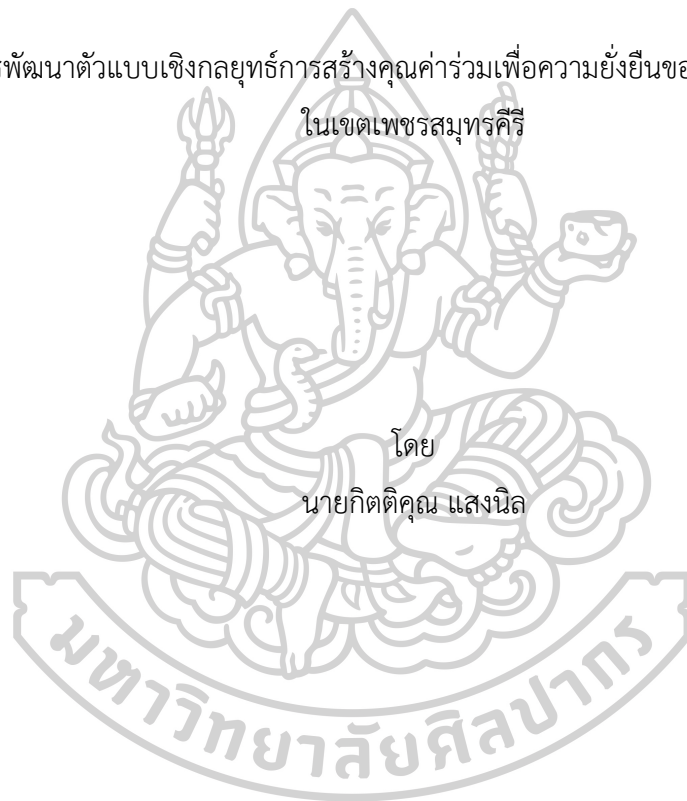 รพัฒนาตัวแบบเชิงกลยุทธ์การสร้างคุณค่าร่วมเพื่อความยั่งยืนขอ
ในเขตเพชรสมุทรคีรี
โดย
นายกิตติคุณ แสงนิล
มหาวิทยาลัยศิลปากร